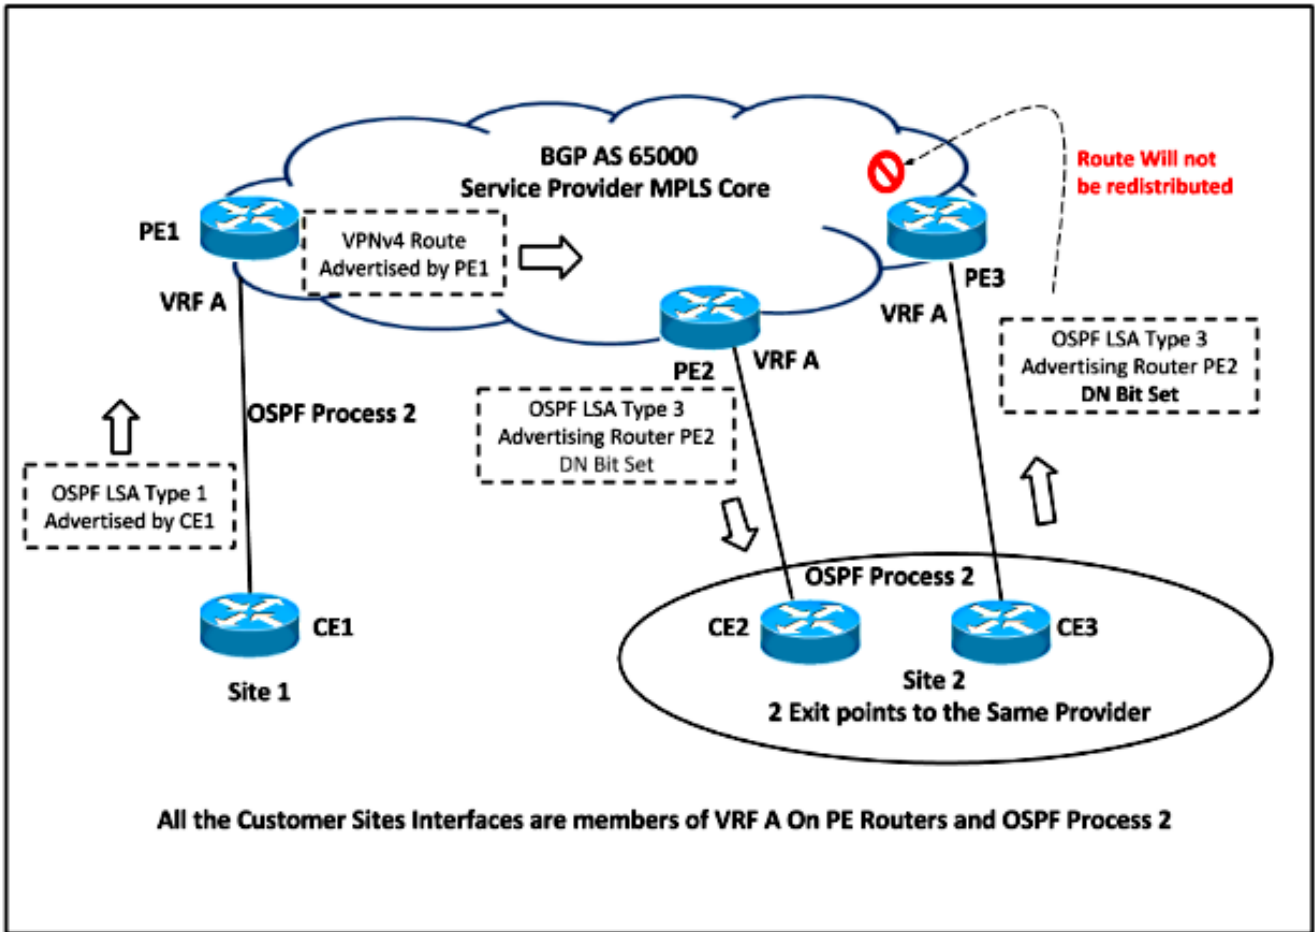 BGP AS 65000
Service Provider MPLS Core
Route Will not
be redistributed
PE1
VPNv4 Route
Advertised by PE1
PE3
VRF A
VRF A
OSPF LSA Type 3
Advertising Router PE2
DN Bit Set
PE2
VRF A
OSPF Process 2
OSPF LSA Type 3
Advertising Router PE2
DN Bit Set
OSPF LSA Type 1
Advertised by CE1
OSPF Process 2
CE1
CE2
CE3
Site 1
Site 2
2 Exit points to the Same Provider
All the Customer Sites Interfaces are members of VRF A On PE Routers and OSPF Process 2